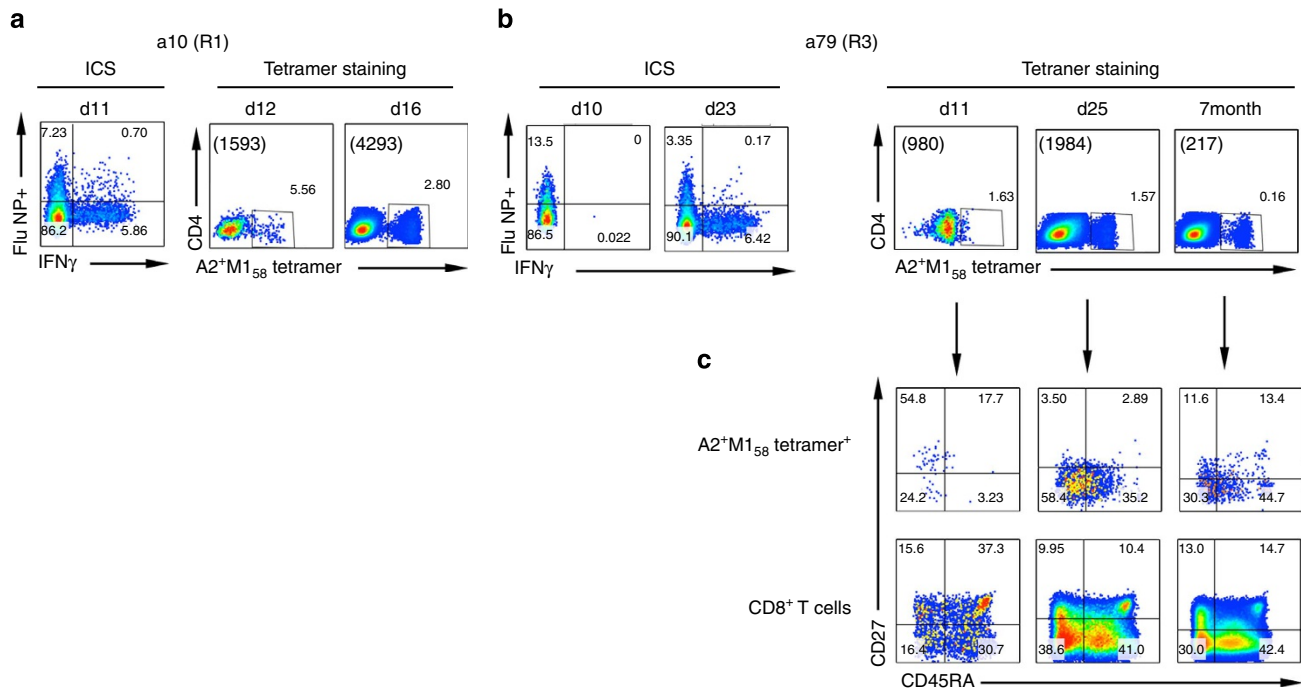 a
b
a10 (R1)
a79 (R3)
ICS
Tetramer staining
ICS
Tetraner staining
d11
d12
d16
d10
d23
d11
d25
7month
Flu NP+
7.23
0.70
86.2
5.86
IFNγ
CD4
(1593)
5.56
(4293)
2.80
A2⁺M1₅₈ tetramer
Flu NP+
13.5
0
86.5
0.022
3.35
0.17
90.1
6.42
IFNγ
CD4
(980)
1.63
(1984)
1.57
(217)
0.16
A2⁺M1₅₈ tetramer
c
A2⁺M1₅₈ tetramer⁺
54.8
17.7
24.2
3.23
3.50
2.89
58.4
35.2
11.6
13.4
30.3
44.7
CD8⁺ T cells
15.6
37.3
16.4
30.7
9.95
10.4
38.6
41.0
13.0
14.7
30.0
42.4
CD27
CD45RA